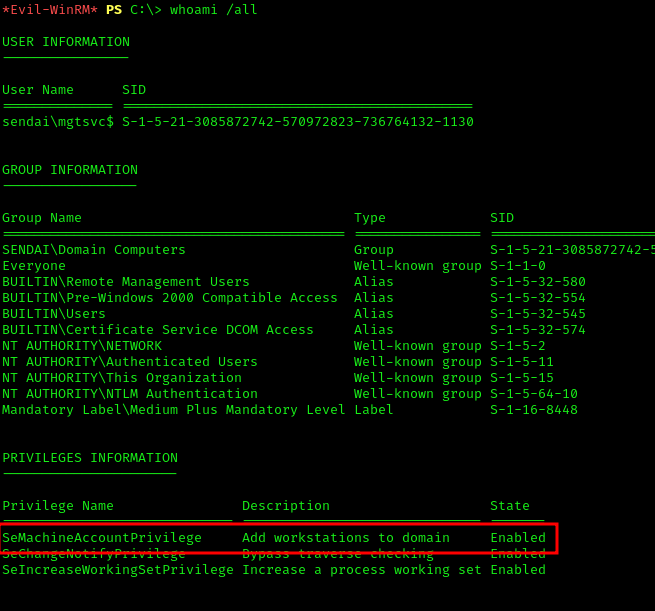 *Evil-WinRM* PS C:\> whoami /all
USER INFORMATION
----------------
User Name      SID
============== ============================================
sendai\mgtsvc$ S-1-5-21-3085872742-570972823-736764132-1130
GROUP INFORMATION
-----------------
Group Name                                 Type             SID
========================================== ================ =====================
SENDAI\Domain Computers                    Group            S-1-5-21-3085872742-5
Everyone                                   Well-known group S-1-1-0
BUILTIN\Remote Management Users            Alias            S-1-5-32-580
BUILTIN\Pre-Windows 2000 Compatible Access Alias            S-1-5-32-554
BUILTIN\Users                              Alias            S-1-5-32-545
BUILTIN\Certificate Service DCOM Access    Alias            S-1-5-32-574
NT AUTHORITY\NETWORK                       Well-known group S-1-5-2
NT AUTHORITY\Authenticated Users           Well-known group S-1-5-11
NT AUTHORITY\This Organization             Well-known group S-1-5-15
NT AUTHORITY\NTLM Authentication           Well-known group S-1-5-64-10
Mandatory Label\Medium Plus Mandatory Level Label            S-1-16-8448
PRIVILEGES INFORMATION
----------------------
Privilege Name                Description                    State
============================= ============================== =======
SeMachineAccountPrivilege     Add workstations to domain     Enabled
SeChangeNotifyPrivilege       Bypass traverse checking       Enabled
SeIncreaseWorkingSetPrivilege Increase a process working set Enabled